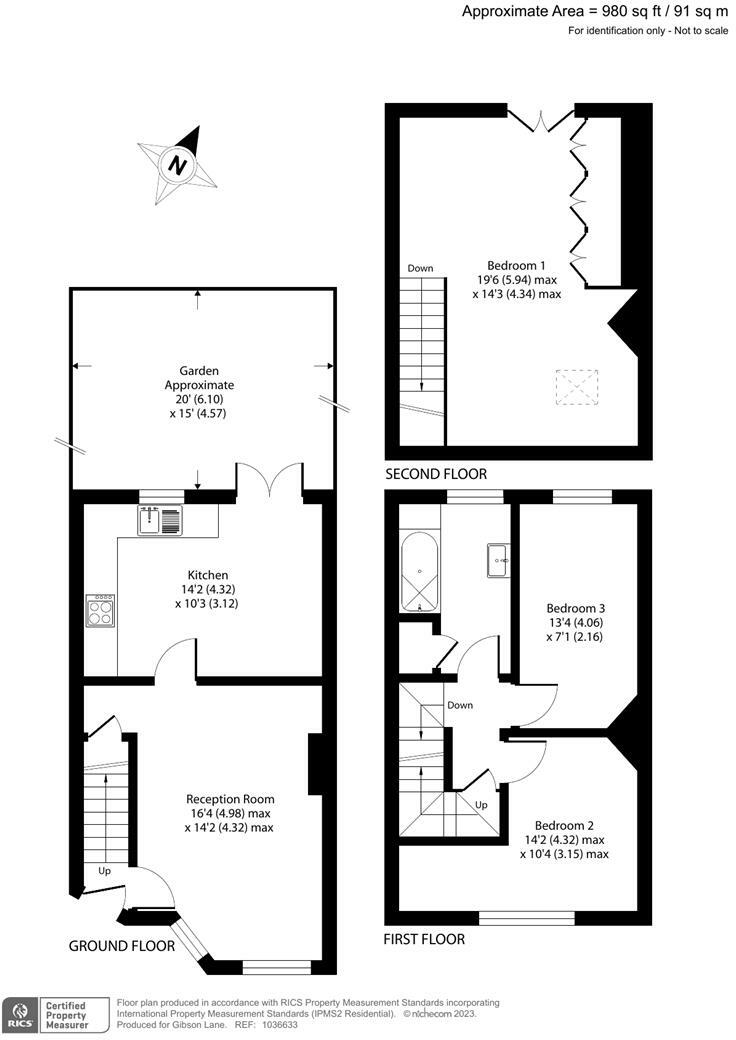 Approximate Area = 980 sq ft / 91 sq m
For identification only - Not to scale
N
Down
Bedroom 1
19'6 (5.94) max
x 14'3 (4.34) max
SECOND FLOOR
Garden
Approximate
20' (6.10)
x 15' (4.57)
Kitchen
14'2 (4.32)
x 10'3 (3.12)
Reception Room
16'4 (4.98) max
x 14'2 (4.32) max
Up
GROUND FLOOR
Bedroom 3
13'4 (4.06)
x 7'1 (2.16)
Down
Up
Bedroom 2
14'2 (4.32) max
x 10'4 (3.15) max
FIRST FLOOR
RICS
Certified
Property
Measurer
Floor plan produced in accordance with RICS Property Measurement Standards incorporating
International Property Measurement Standards (IPMS2 Residential). © nichecom 2023.
Produced for Gibson Lane. REF: 1036633